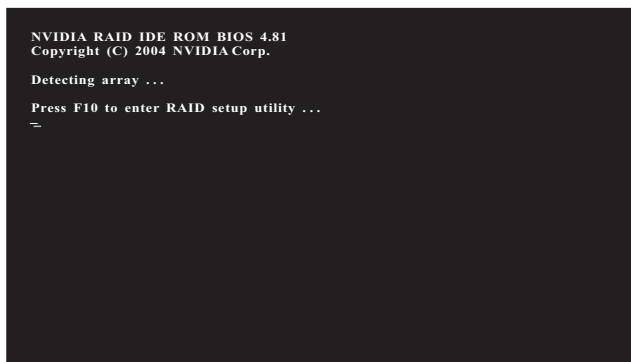 NVIDIA RAID IDE ROM BIOS 4.81
Copyright (C) 2004 NVIDIA Corp.
Detecting array ...
Press F10 to enter RAID setup utility ...